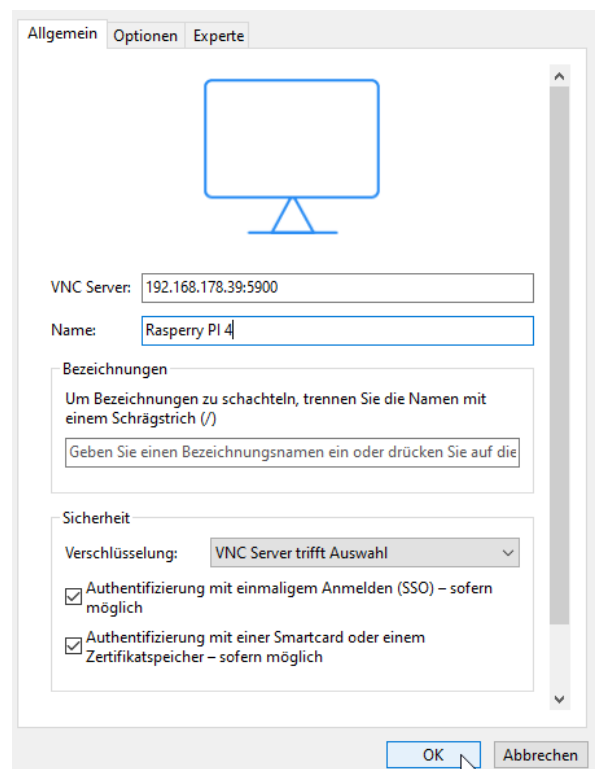 Allgemein Optionen Experte
VNC Server: 192.168.178.39:5900
Name: Rasperry PI 4
Bezeichnungen
Um Bezeichnungen zu schachteln, trennen Sie die Namen mit
einem Schrägstrich (/)
Geben Sie einen Bezeichnungsnamen ein oder drücken Sie auf die
Sicherheit
Verschlüsselung: VNC Server trifft Auswahl
Authentifizierung mit einmaligem Anmelden (SSO) – sofern
möglich
Authentifizierung mit einer Smartcard oder einem
Zertifikatspeicher – sofern möglich
OK Abbrechen